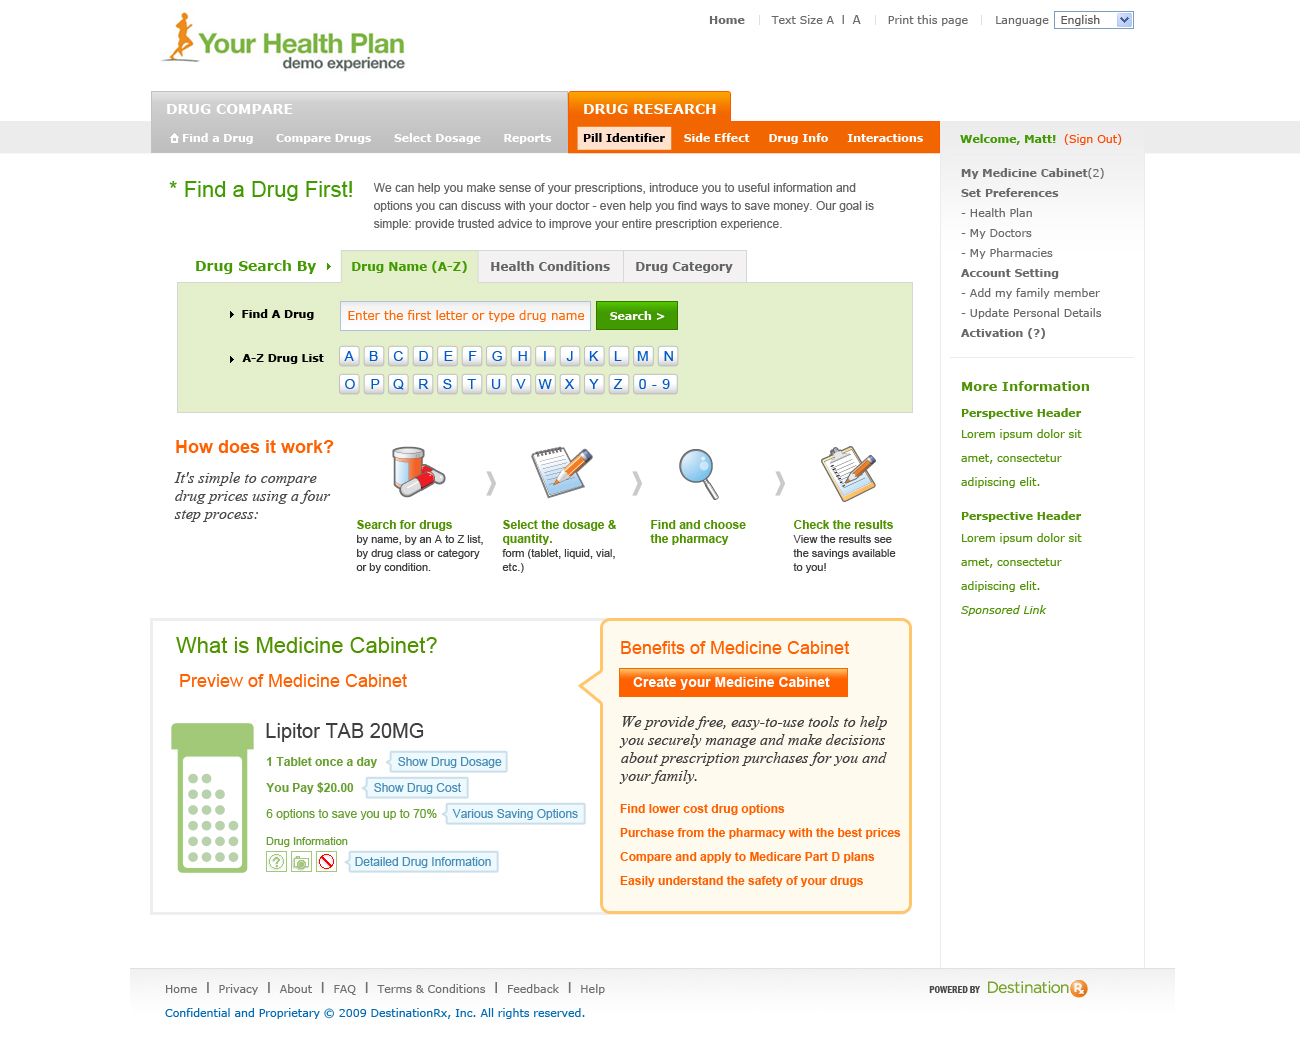 Your Health Plan
demo experience
Home
Text Size A | A
Print this page
Language English
DRUG COMPARE
DRUG RESEARCH
Find a Drug Compare Drugs Select Dosage Reports
Pill Identifier Side Effect Drug Info Interactions
Welcome, Matt! (Sign Out)
My Medicine Cabinet(2)
Set Preferences
- Health Plan
- My Doctors
- My Pharmacies
Account Setting
- Add my family member
- Update Personal Details
Activation (?)
More Information
Perspective Header
Lorem ipsum dolor sit
amet, consectetur
adipiscing elit.
Perspective Header
Lorem ipsum dolor sit
amet, consectetur
adipiscing elit.
Sponsored Link
* Find a Drug First!
We can help you make sense of your prescriptions, introduce you to useful information and
options you can discuss with your doctor - even help you find ways to save money. Our goal is
simple: provide trusted advice to improve your entire prescription experience.
Drug Search By
Drug Name (A-Z) Health Conditions Drug Category
Find A Drug
Enter the first letter or type drug name
Search >
A-Z Drug List
A B C D E F G H I J K L M N
O P Q R S T U V W X Y Z 0 - 9
How does it work?
It's simple to compare
drug prices using a four
step process:
Search for drugs
by name, by an A to Z list,
by drug class or category
or by condition.
Select the dosage &
quantity.
form (tablet, liquid, vial,
etc.)
Find and choose
the pharmacy
Check the results
View the results see
the savings available
to you!
What is Medicine Cabinet?
Preview of Medicine Cabinet
Lipitor TAB 20MG
1 Tablet once a day Show Drug Dosage
You Pay $20.00 Show Drug Cost
6 options to save you up to 70% Various Saving Options
Drug Information
? Detailed Drug Information
Benefits of Medicine Cabinet
Create your Medicine Cabinet
We provide free, easy-to-use tools to help
you securely manage and make decisions
about prescription purchases for you and
your family.
Find lower cost drug options
Purchase from the pharmacy with the best prices
Compare and apply to Medicare Part D plans
Easily understand the safety of your drugs
Home | Privacy | About | FAQ | Terms & Conditions | Feedback | Help
Confidential and Proprietary © 2009 DestinationRx, Inc. All rights reserved.
POWERED BY DestinationRx